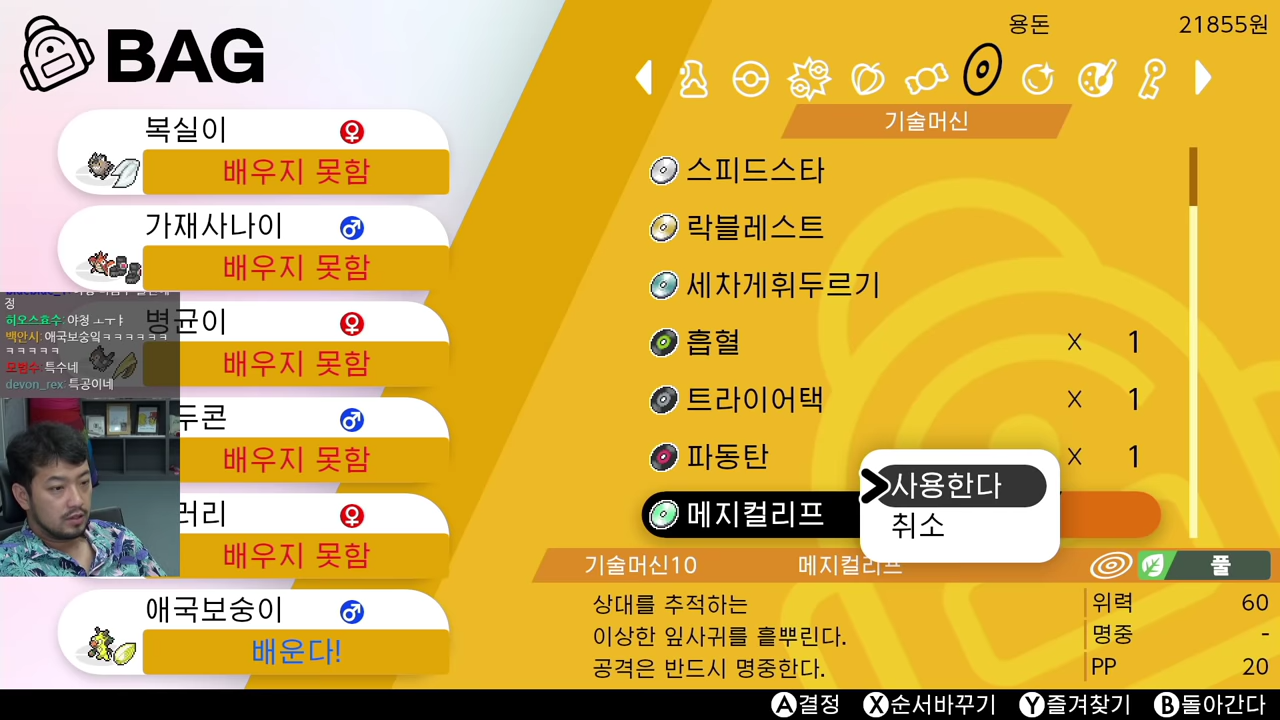 BAG
용돈 21855원
기술머신
복실이
배우지 못함
가재사나이
배우지 못함
병균이
배우지 못함
두콘
배우지 못함
러리
배우지 못함
애국보숭이
배운다!
정
히오스효수: 아청 ㅗㅜㅑ
백안시: 애국보숭잌ㅋㅋㅋㅋㅋ
ㅋㅋㅋㅋㅋ
모범수: 특수네
devon_rex: 특공이네
스피드스타
락블레스트
세차게휘두르기
흡혈 X 1
트라이어택 X 1
파동탄 X 1
메지컬리프
사용한다
취소
기술머신10 메지컬리프 풀
상대를 추적하는
이상한 잎사귀를 흩뿌린다.
공격은 반드시 명중한다.
위력 60
명중 -
PP 20
A결정 X순서바꾸기 Y즐겨찾기 B돌아간다